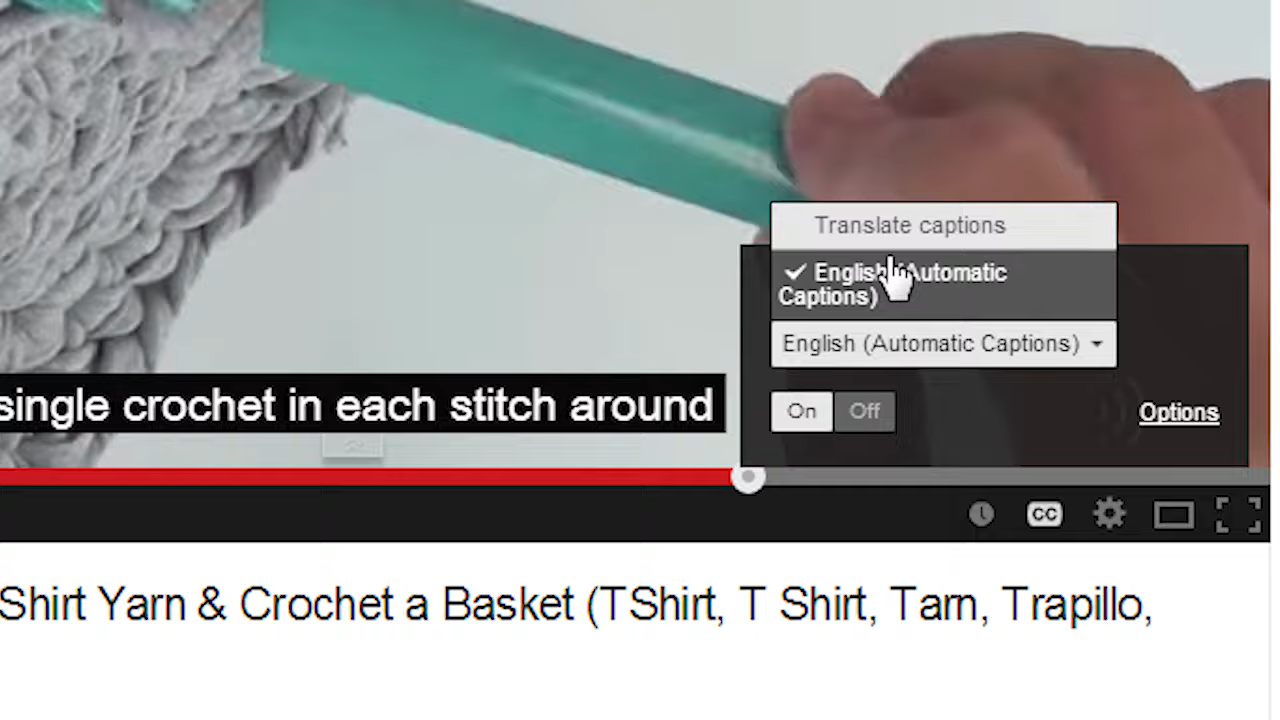 Translate captions
English (Automatic
Captions)
English (Automatic Captions)
single crochet in each stitch around
On Off Options
CC
Shirt Yarn & Crochet a Basket (TShirt, T Shirt, Tarn, Trapillo,